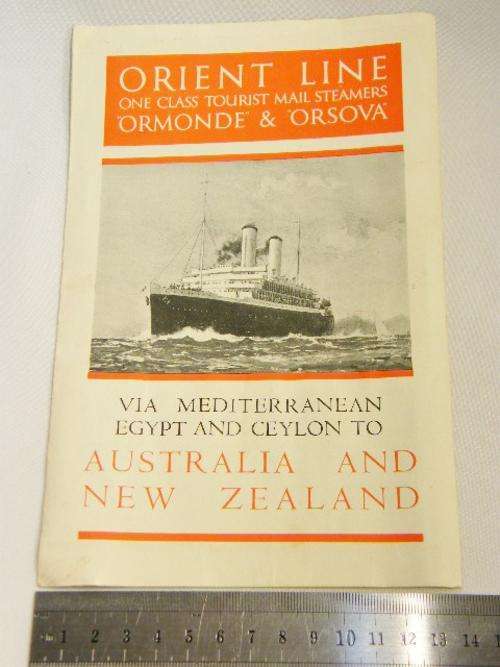 ORIENT LINE
ONE CLASS TOURIST MAIL STEAMERS
"ORMONDE" & "ORSOVA"
VIA MEDITERRANEAN
EGYPT AND CEYLON TO
AUSTRALIA AND
NEW ZEALAND
1 2 3 4 5 6 7 8 9 10 11 12 13 14